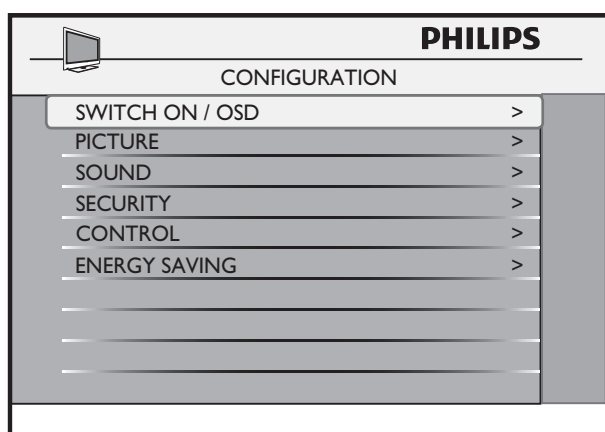 PHILIPS
CONFIGURATION
SWITCH ON / OSD >
PICTURE >
SOUND >
SECURITY >
CONTROL >
ENERGY SAVING >